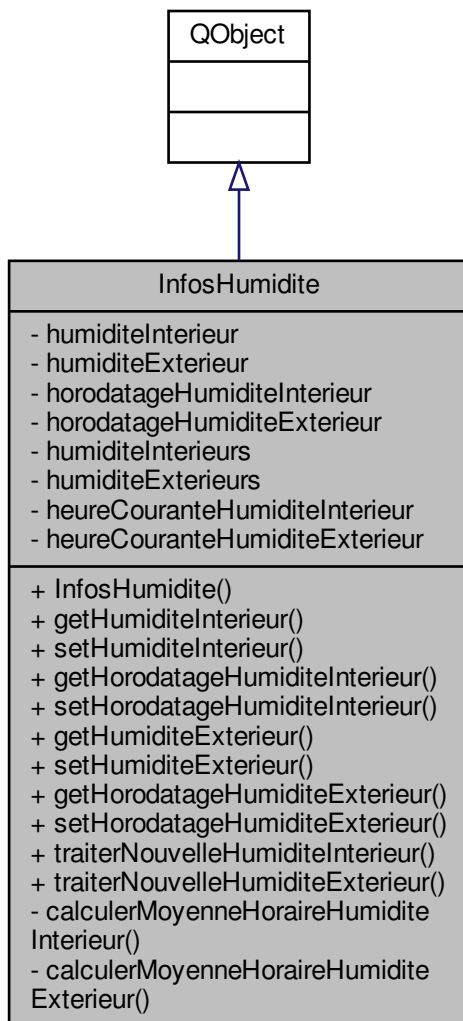 QObject
InfosHumidite
- humiditeInterieur
- humiditeExterieur
- horodatageHumiditeInterieur
- horodatageHumiditeExterieur
- humiditeInterieurs
- humiditeExterieurs
- heureCouranteHumiditeInterieur
- heureCouranteHumiditeExterieur
+ InfosHumidite()
+ getHumiditeInterieur()
+ setHumiditeInterieur()
+ getHorodatageHumiditeInterieur()
+ setHorodatageHumiditeInterieur()
+ getHumiditeExterieur()
+ setHumiditeExterieur()
+ getHorodatageHumiditeExterieur()
+ setHorodatageHumiditeExterieur()
+ traiterNouvelleHumiditeInterieur()
+ traiterNouvelleHumiditeExterieur()
- calculerMoyenneHoraireHumidite
Interieur()
- calculerMoyenneHoraireHumidite
Exterieur()